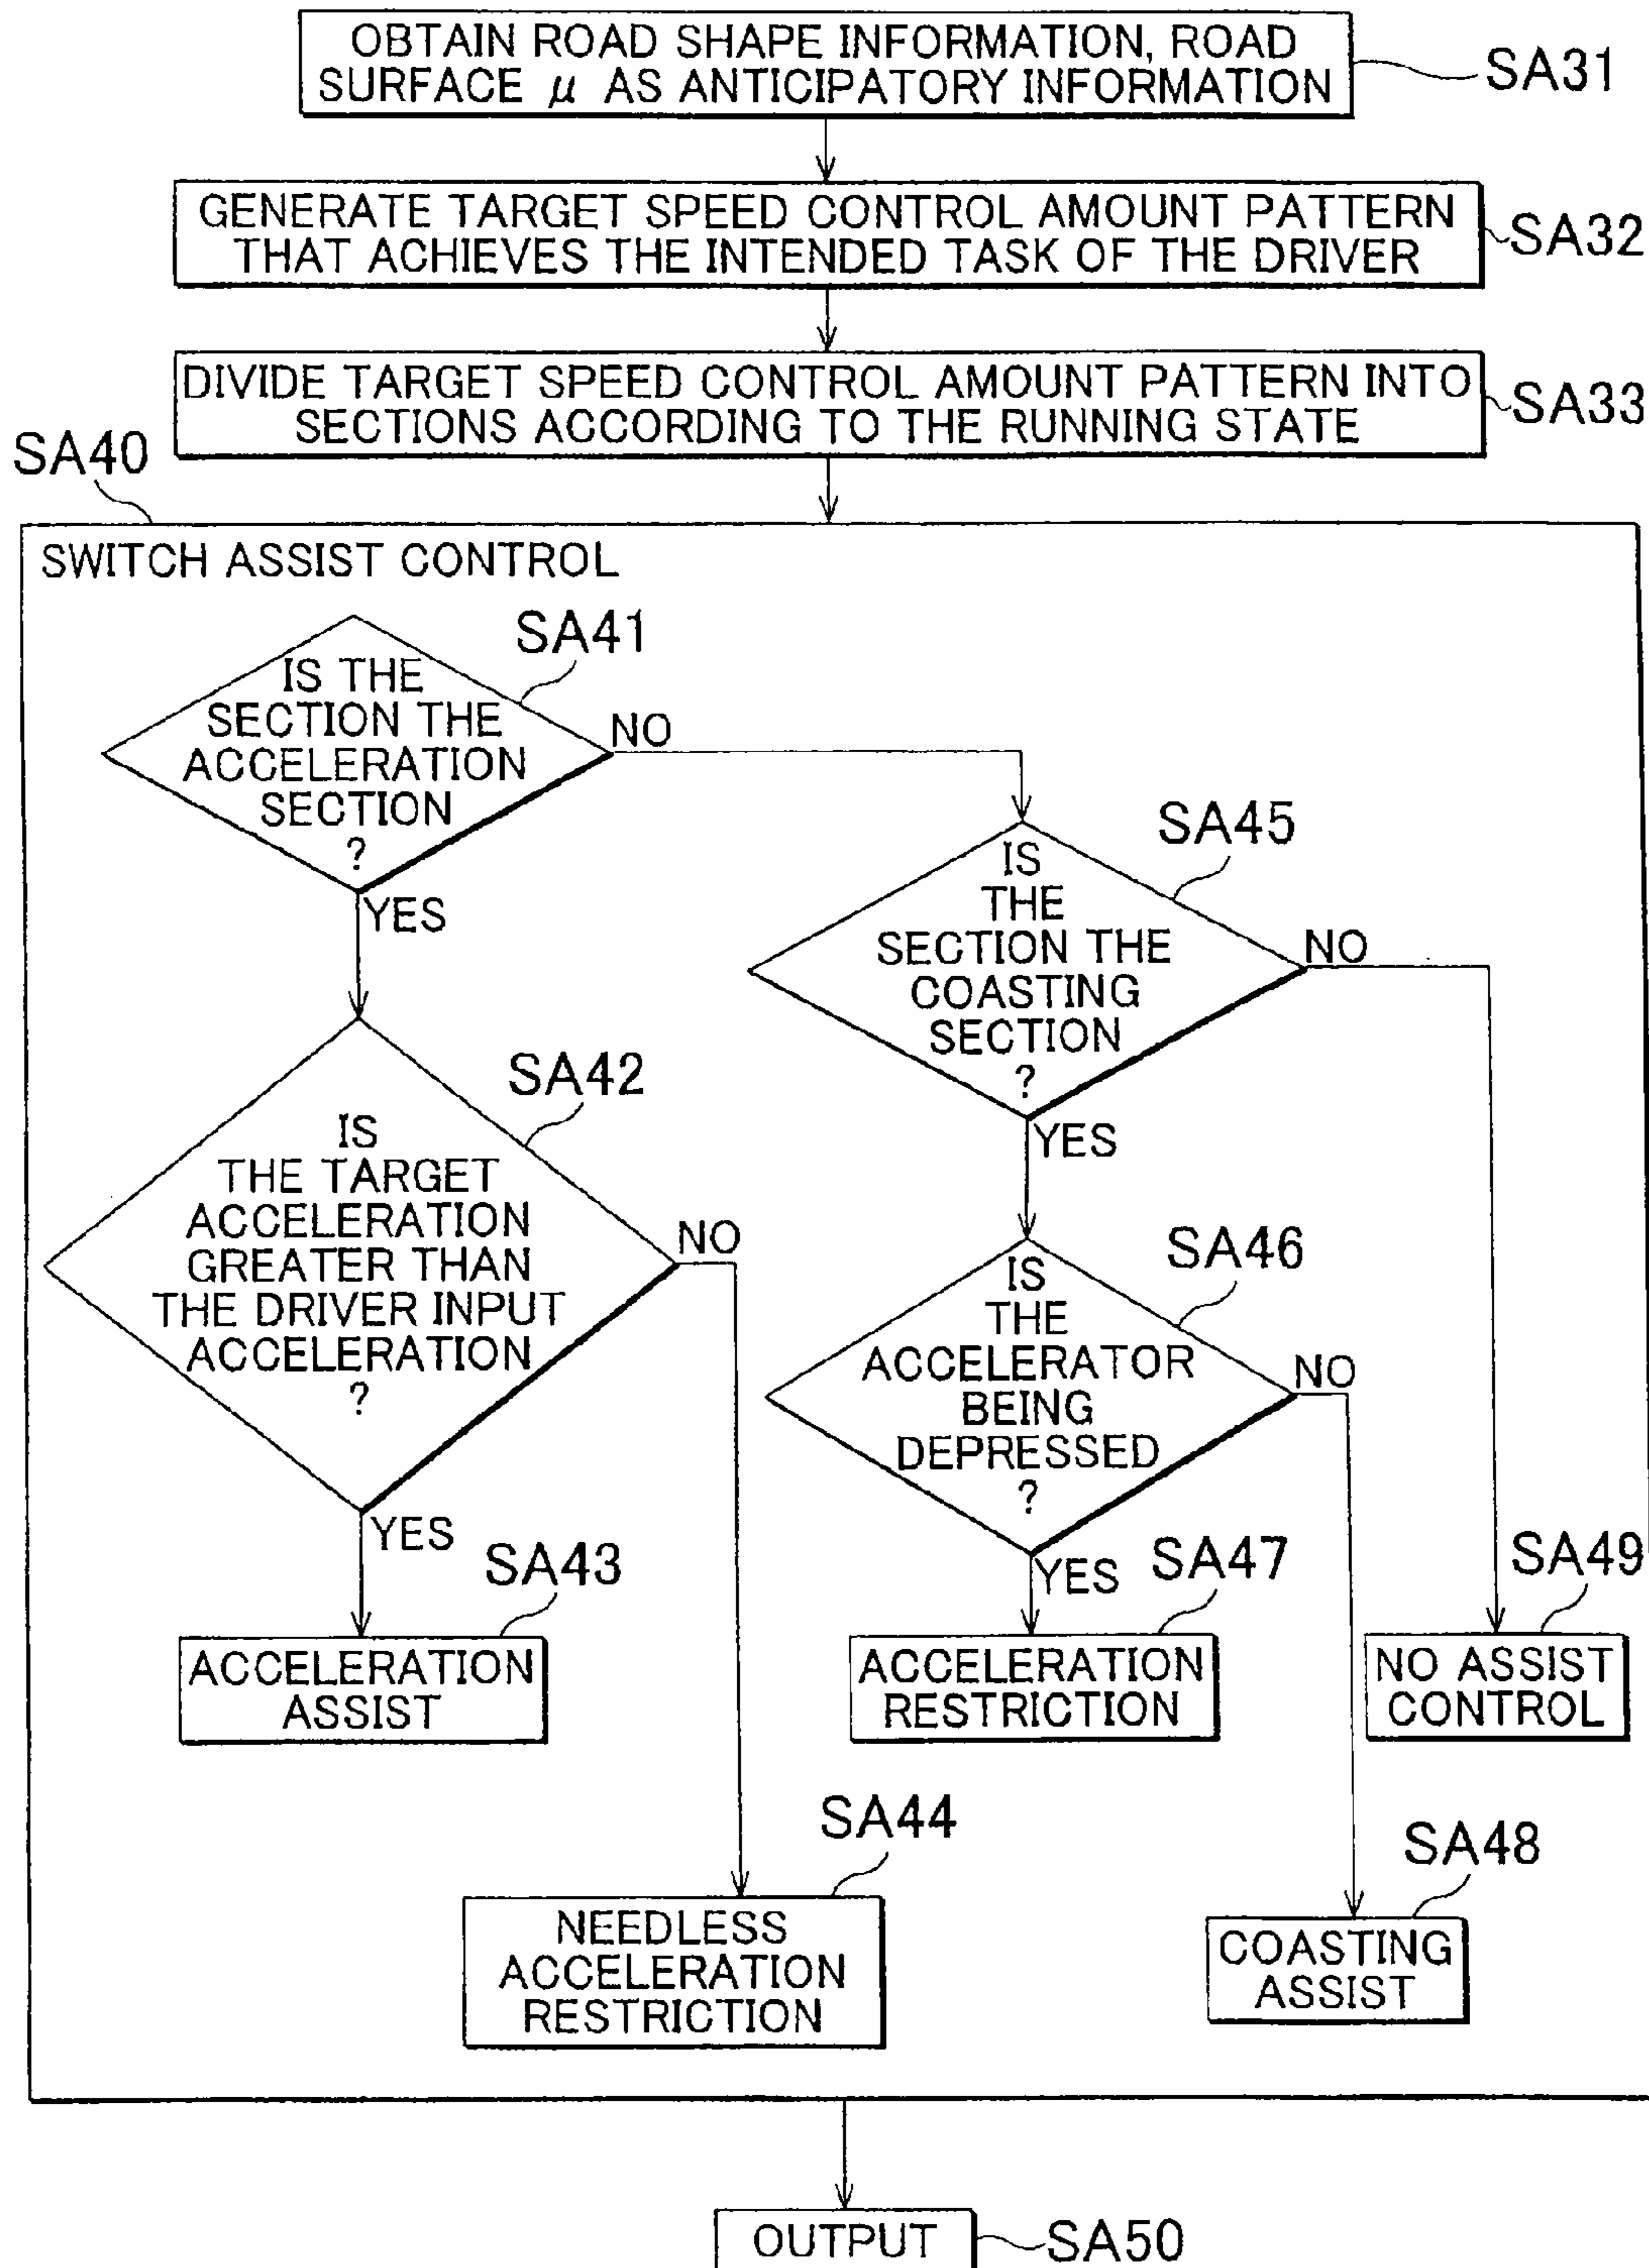 OBTAIN ROAD SHAPE INFORMATION, ROAD
SURFACE μ AS ANTICIPATORY INFORMATION
SA31
GENERATE TARGET SPEED CONTROL AMOUNT PATTERN
THAT ACHIEVES THE INTENDED TASK OF THE DRIVER
SA32
DIVIDE TARGET SPEED CONTROL AMOUNT PATTERN INTO
SECTIONS ACCORDING TO THE RUNNING STATE
SA33
SA40
SWITCH ASSIST CONTROL
SA41
IS THE
SECTION THE
ACCELERATION
SECTION
?
NO
YES
SA45
IS
THE
SECTION THE
COASTING
SECTION
?
NO
YES
SA42
IS
THE TARGET
ACCELERATION
GREATER THAN
THE DRIVER INPUT
ACCELERATION
?
NO
YES
SA46
IS
THE
ACCELERATOR
BEING
DEPRESSED
?
NO
YES
SA43
ACCELERATION
ASSIST
SA47
ACCELERATION
RESTRICTION
SA49
NO ASSIST
CONTROL
SA44
NEEDLESS
ACCELERATION
RESTRICTION
SA48
COASTING
ASSIST
OUTPUT
SA50